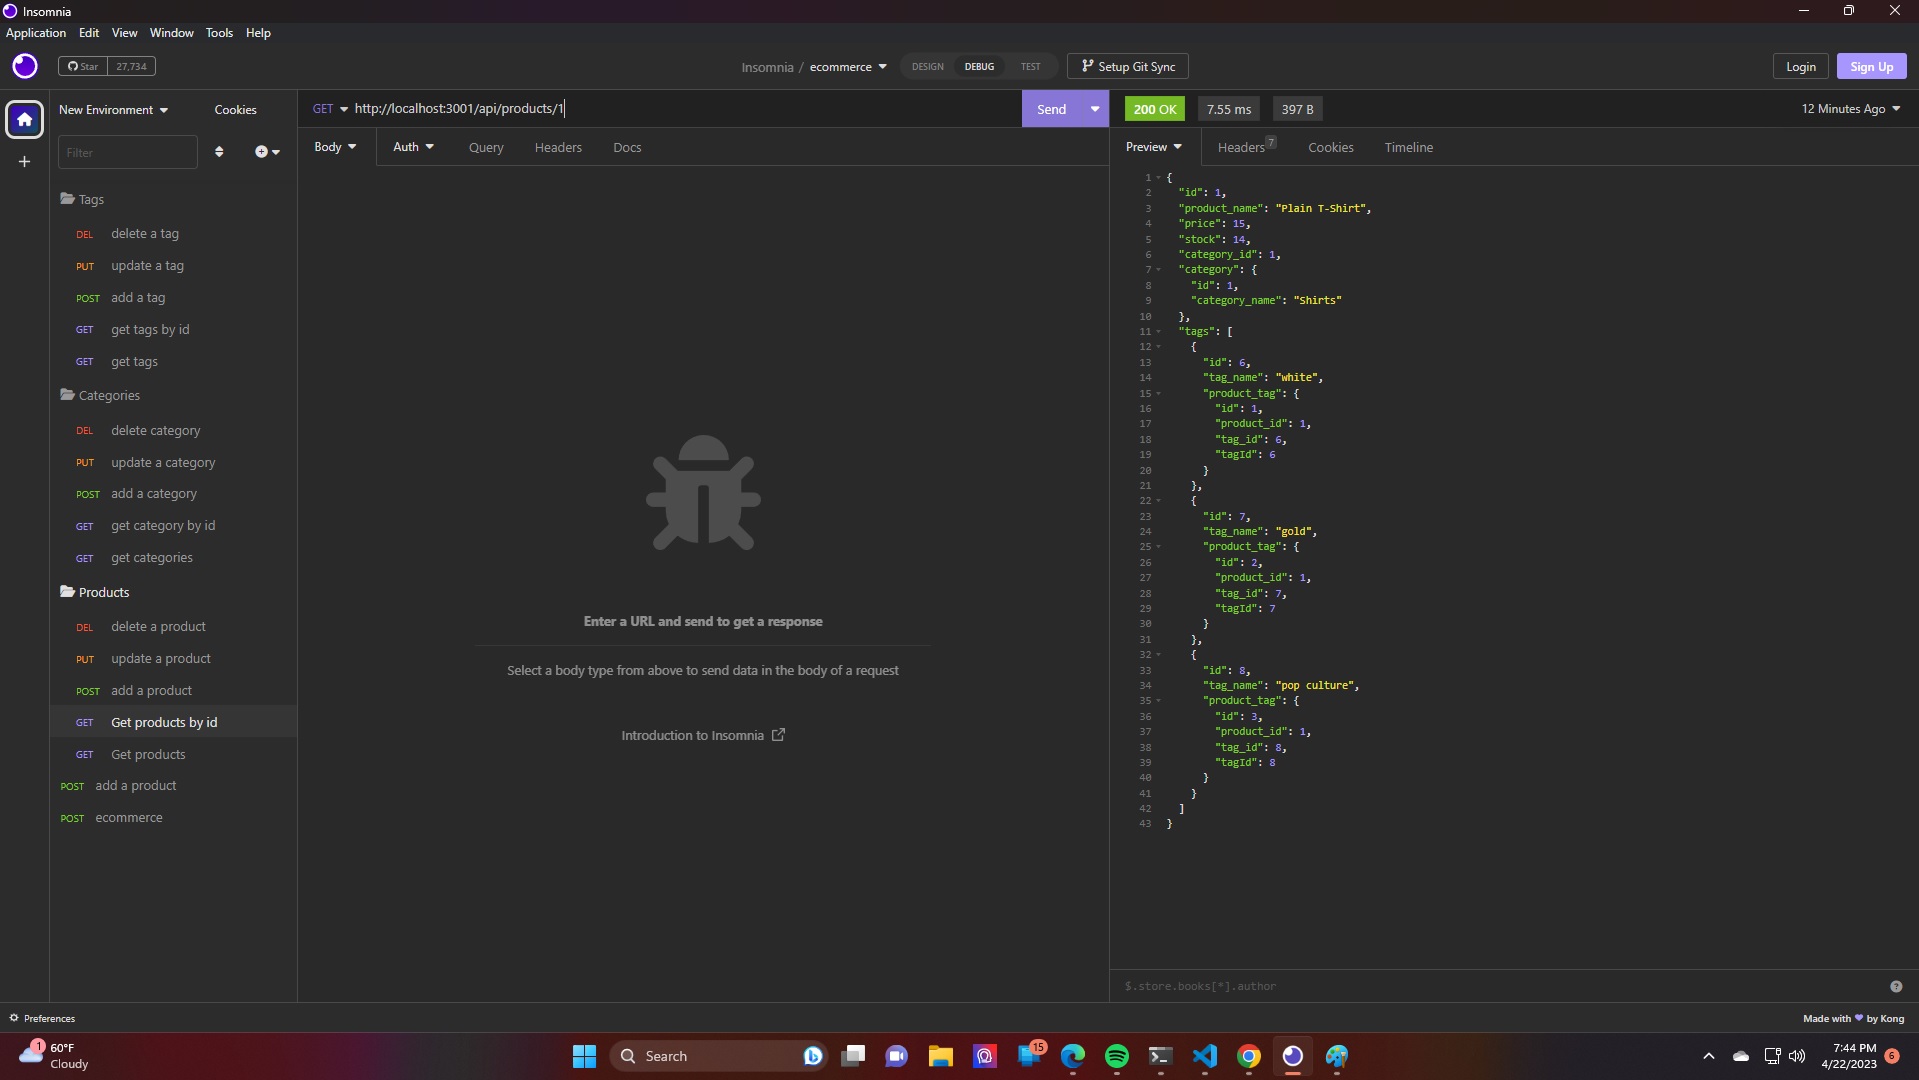 Insomnia
Application Edit View Window Tools Help
Star 27,734
Insomnia / ecommerce
DESIGN DEBUG TEST
Setup Git Sync
Login
Sign Up
New Environment
Cookies
Filter
Tags
DEL delete a tag
PUT update a tag
POST add a tag
GET get tags by id
GET get tags
Categories
DEL delete category
PUT update a category
POST add a category
GET get category by id
GET get categories
Products
DEL delete a product
PUT update a product
POST add a product
GET Get products by id
GET Get products
POST add a product
POST ecommerce
GET http://localhost:3001/api/products/1
Send
Body Auth Query Headers Docs
Enter a URL and send to get a response
Select a body type from above to send data in the body of a request
Introduction to Insomnia
200 OK 7.55 ms 397 B
12 Minutes Ago
Preview Headers 7 Cookies Timeline
1 {
2 "id": 1,
3 "product_name": "Plain T-Shirt",
4 "price": 15,
5 "stock": 14,
6 "category_id": 1,
7 "category": {
8 "id": 1,
9 "category_name": "Shirts"
10 },
11 "tags": [
12 {
13 "id": 6,
14 "tag_name": "white",
15 "product_tag": {
16 "id": 1,
17 "product_id": 1,
18 "tag_id": 6,
19 "tagId": 6
20 }
21 },
22 {
23 "id": 7,
24 "tag_name": "gold",
25 "product_tag": {
26 "id": 2,
27 "product_id": 1,
28 "tag_id": 7,
29 "tagId": 7
30 }
31 },
32 {
33 "id": 8,
34 "tag_name": "pop culture",
35 "product_tag": {
36 "id": 3,
37 "product_id": 1,
38 "tag_id": 8,
39 "tagId": 8
40 }
41 }
42 ]
43 }
$.store.books[*].author
Preferences
Made with by Kong
1
60°F
Cloudy
Search
15
7:44 PM
4/22/2023
6